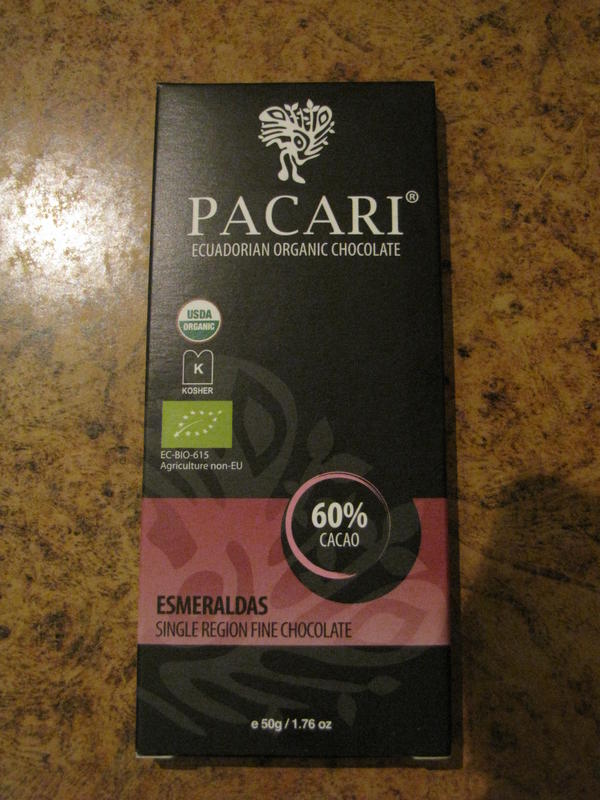 PACARI®
ECUADORIAN ORGANIC CHOCOLATE
USDA
ORGANIC
K
KOSHER
EC-BIO-615
Agriculture non-EU
60%
CACAO
ESMERALDAS
SINGLE REGION FINE CHOCOLATE
e 50g / 1.76 oz